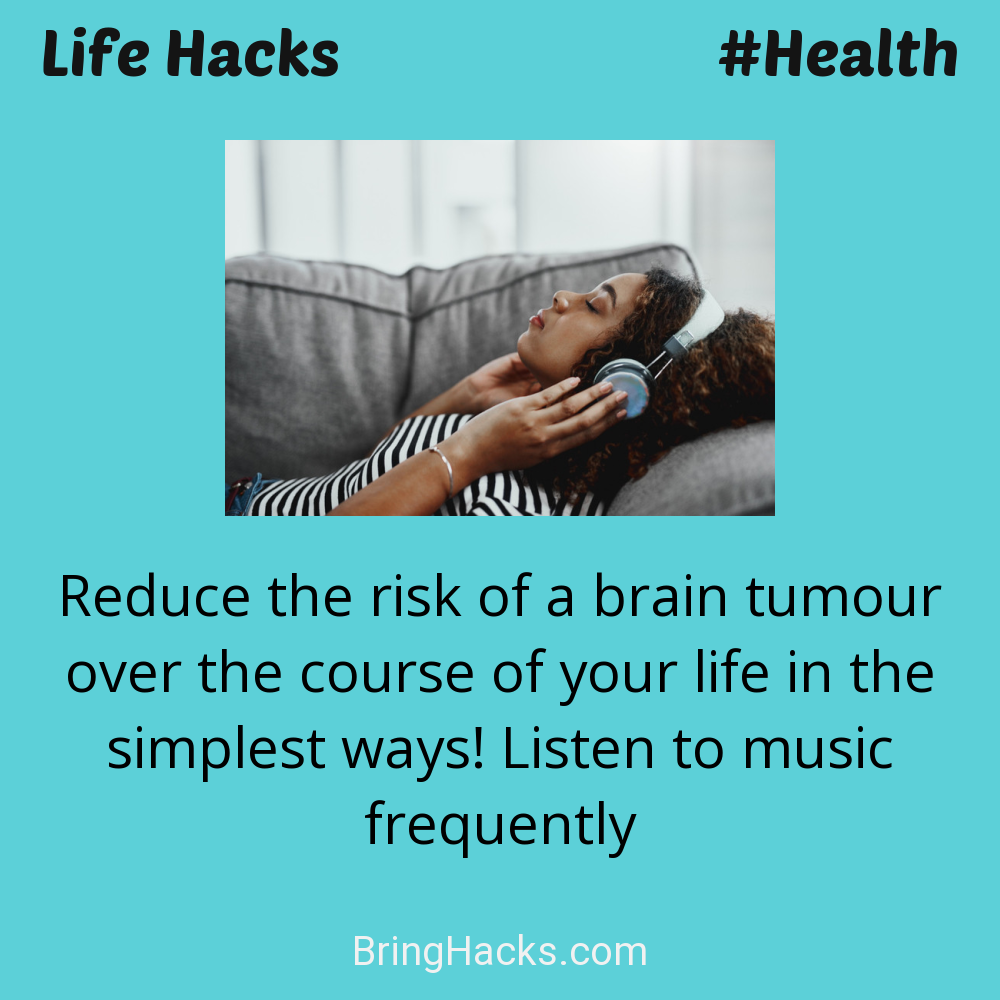 Life Hacks
#Health
Reduce the risk of a brain tumour
over the course of your life in the
simplest ways! Listen to music
frequently
BringHacks.com